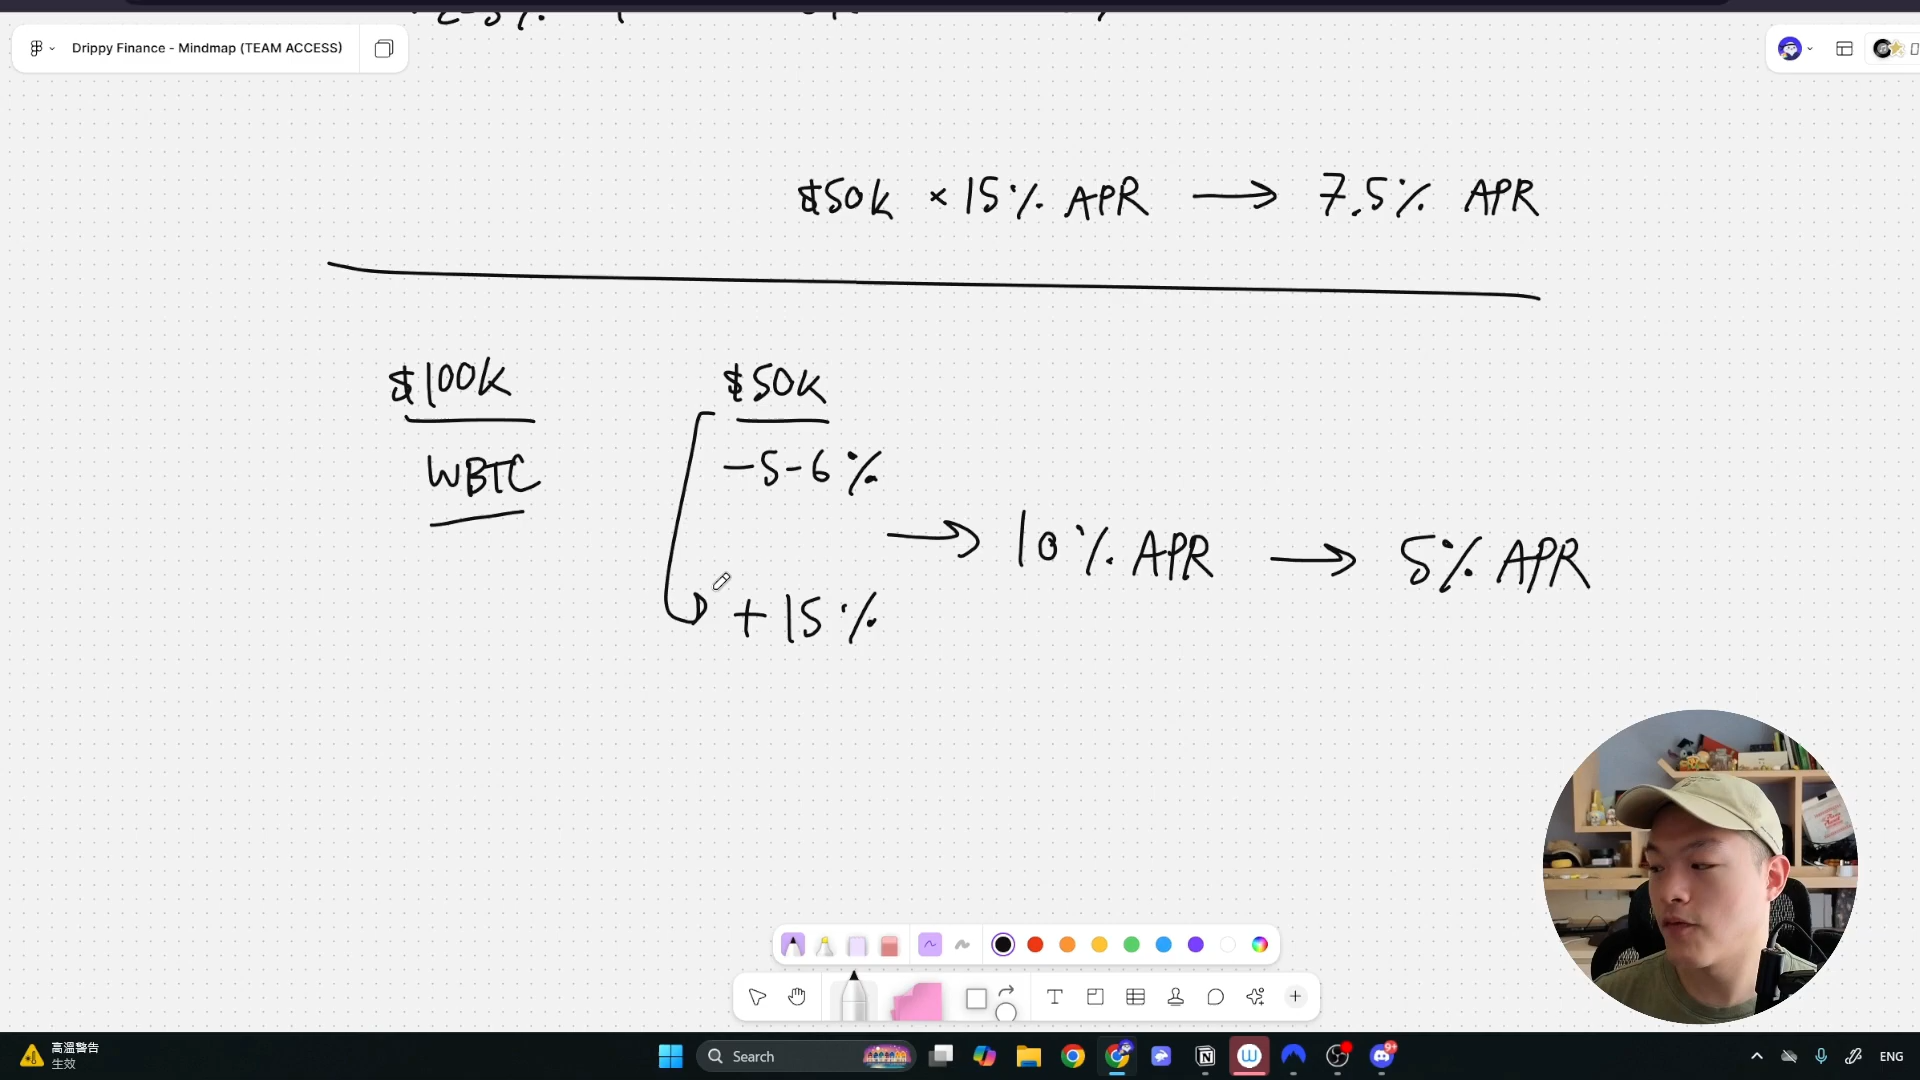 Drippy Finance - Mindmap (TEAM ACCESS)
$50k × 15% APR → 7.5% APR
$100k
$50k
WBTC
-5-6%
→ 10% APR → 5% APR
+15%
高溫警告
生效
Search
9+
ENG